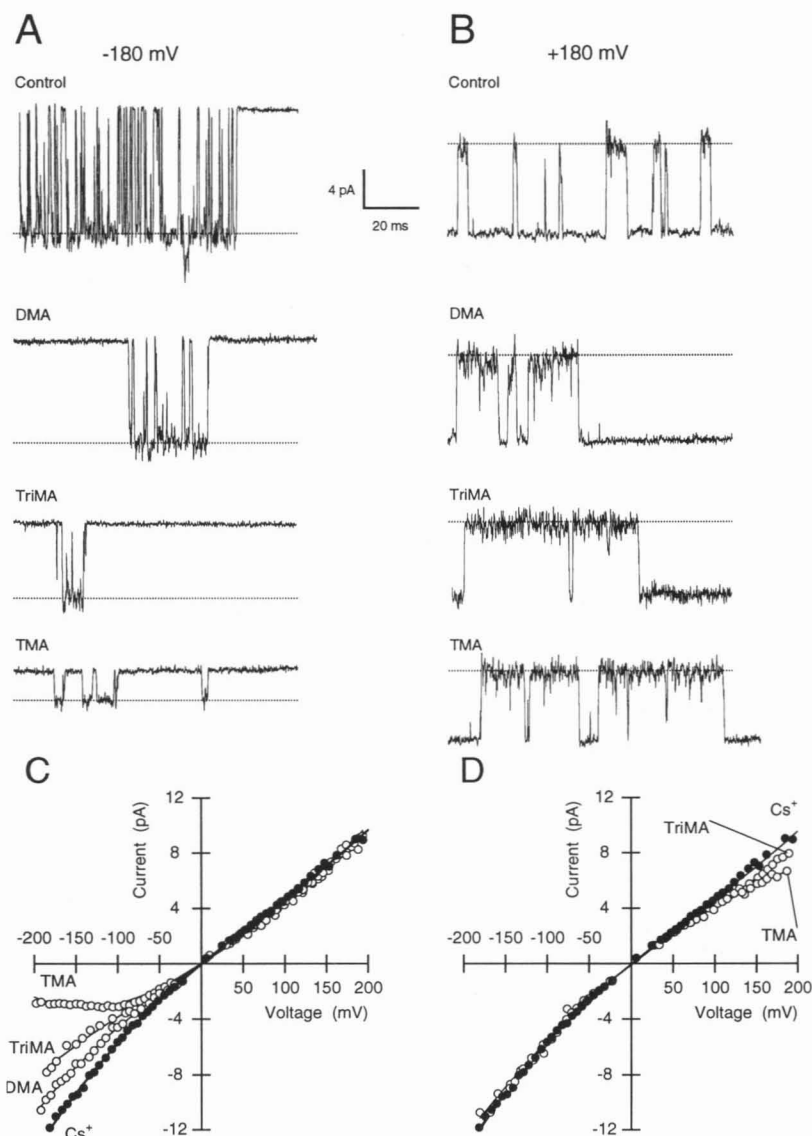 A
-180 mV
Control
4 pA
20 ms
DMA
TriMA
TMA
B
+180 mV
Control
DMA
TriMA
TMA
C
12
Current (pA)
8
4
-200 -150 -100 -50
TMA
50 100 150 200
Voltage (mV)
-4
TriMA
-8
DMA
Cs+
-12
D
12
Cs+
TriMA
Current (pA)
8
4
TMA
-200 -150 -100 -50
50 100 150 200
Voltage (mV)
-4
-8
-12